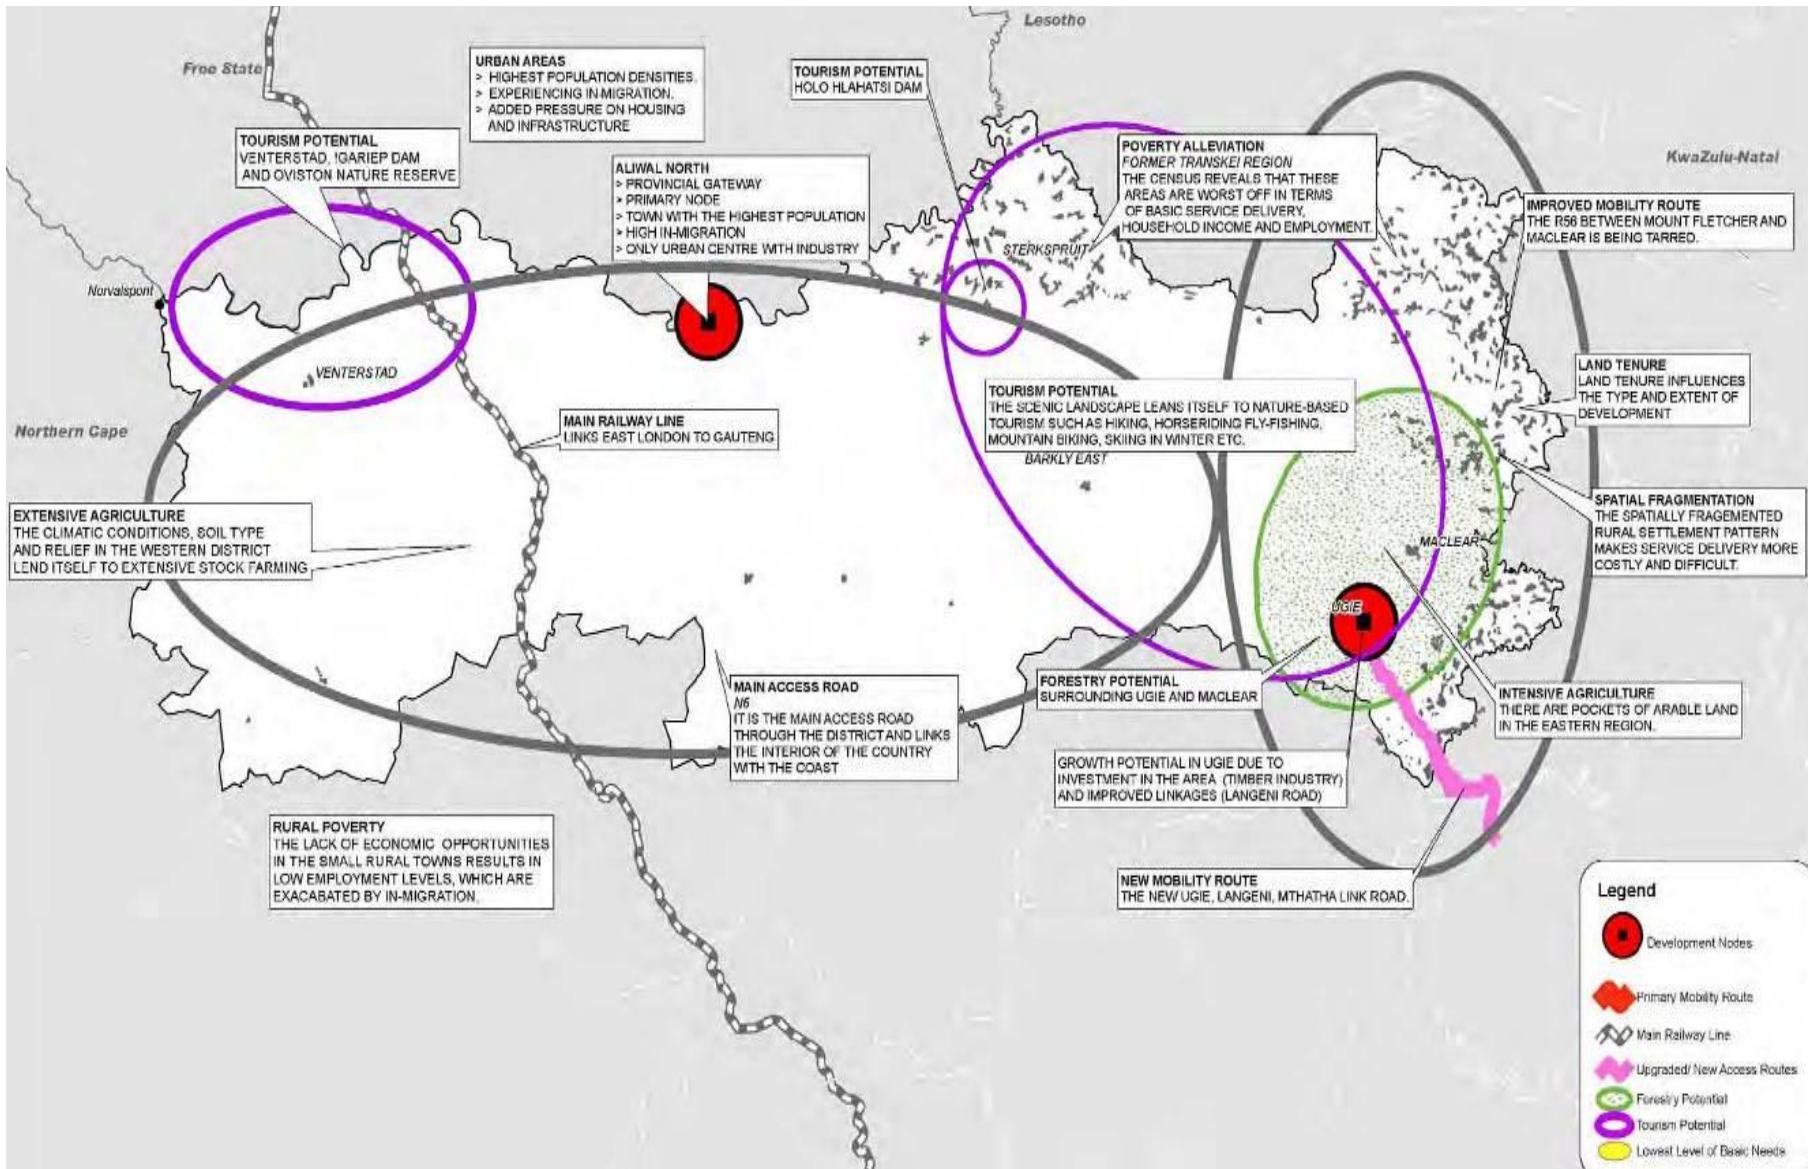 Lesotho
Free State
URBAN AREAS
> HIGHEST POPULATION DENSITIES.
> EXPERIENCING IN-MIGRATION.
> ADDED PRESSURE ON HOUSING
AND INFRASTRUCTURE
TOURISM POTENTIAL
HOLO HLAHATSI DAM
TOURISM POTENTIAL
VENTERSTAD, !GARIEP DAM
AND OVISTON NATURE RESERVE
ALIWAL NORTH
> PROVINCIAL GATEWAY
> PRIMARY NODE
> TOWN WITH THE HIGHEST POPULATION
> HIGH IN-MIGRATION
> ONLY URBAN CENTRE WITH INDUSTRY
POVERTY ALLEVIATION
FORMER TRANSKEI REGION
THE CENSUS REVEALS THAT THESE
AREAS ARE WORST OFF IN TERMS
OF BASIC SERVICE DELIVERY,
HOUSEHOLD INCOME AND EMPLOYMENT.
KwaZulu-Natal
IMPROVED MOBILITY ROUTE
THE R56 BETWEEN MOUNT FLETCHER AND
MACLEAR IS BEING TARRED.
STERKSPRUIT
Norvalspont
VENTERSTAD
LAND TENURE
LAND TENURE INFLUENCES
THE TYPE AND EXTENT OF
DEVELOPMENT
TOURISM POTENTIAL
THE SCENIC LANDSCAPE LEANS ITSELF TO NATURE-BASED
TOURISM SUCH AS HIKING, HORSERIDING FLY-FISHING,
MOUNTAIN BIKING, SKIING IN WINTER ETC.
BARKLY EAST
MAIN RAILWAY LINE
LINKS EAST LONDON TO GAUTENG
Northern Cape
EXTENSIVE AGRICULTURE
THE CLIMATIC CONDITIONS, SOIL TYPE
AND RELIEF IN THE WESTERN DISTRICT
LEND ITSELF TO EXTENSIVE STOCK FARMING
SPATIAL FRAGMENTATION
THE SPATIALLY FRAGEMENTED
RURAL SETTLEMENT PATTERN
MAKES SERVICE DELIVERY MORE
COSTLY AND DIFFICULT.
MACLEAR
UGIE
FORESTRY POTENTIAL
SURROUNDING UGIE AND MACLEAR
MAIN ACCESS ROAD
N6
IT IS THE MAIN ACCESS ROAD
THROUGH THE DISTRICT AND LINKS
THE INTERIOR OF THE COUNTRY
WITH THE COAST
INTENSIVE AGRICULTURE
THERE ARE POCKETS OF ARABLE LAND
IN THE EASTERN REGION.
GROWTH POTENTIAL IN UGIE DUE TO
INVESTMENT IN THE AREA (TIMBER INDUSTRY)
AND IMPROVED LINKAGES (LANGENI ROAD)
RURAL POVERTY
THE LACK OF ECONOMIC OPPORTUNITIES
IN THE SMALL RURAL TOWNS RESULTS IN
LOW EMPLOYMENT LEVELS, WHICH ARE
EXACABATED BY IN-MIGRATION.
NEW MOBILITY ROUTE
THE NEW UGIE, LANGENI, MTHATHA LINK ROAD.
Legend
Development Nodes
Primary Mobility Route
Main Railway Line
Upgraded/ New Access Routes
Forestry Potential
Tourism Potential
Lowest Level of Basic Needs